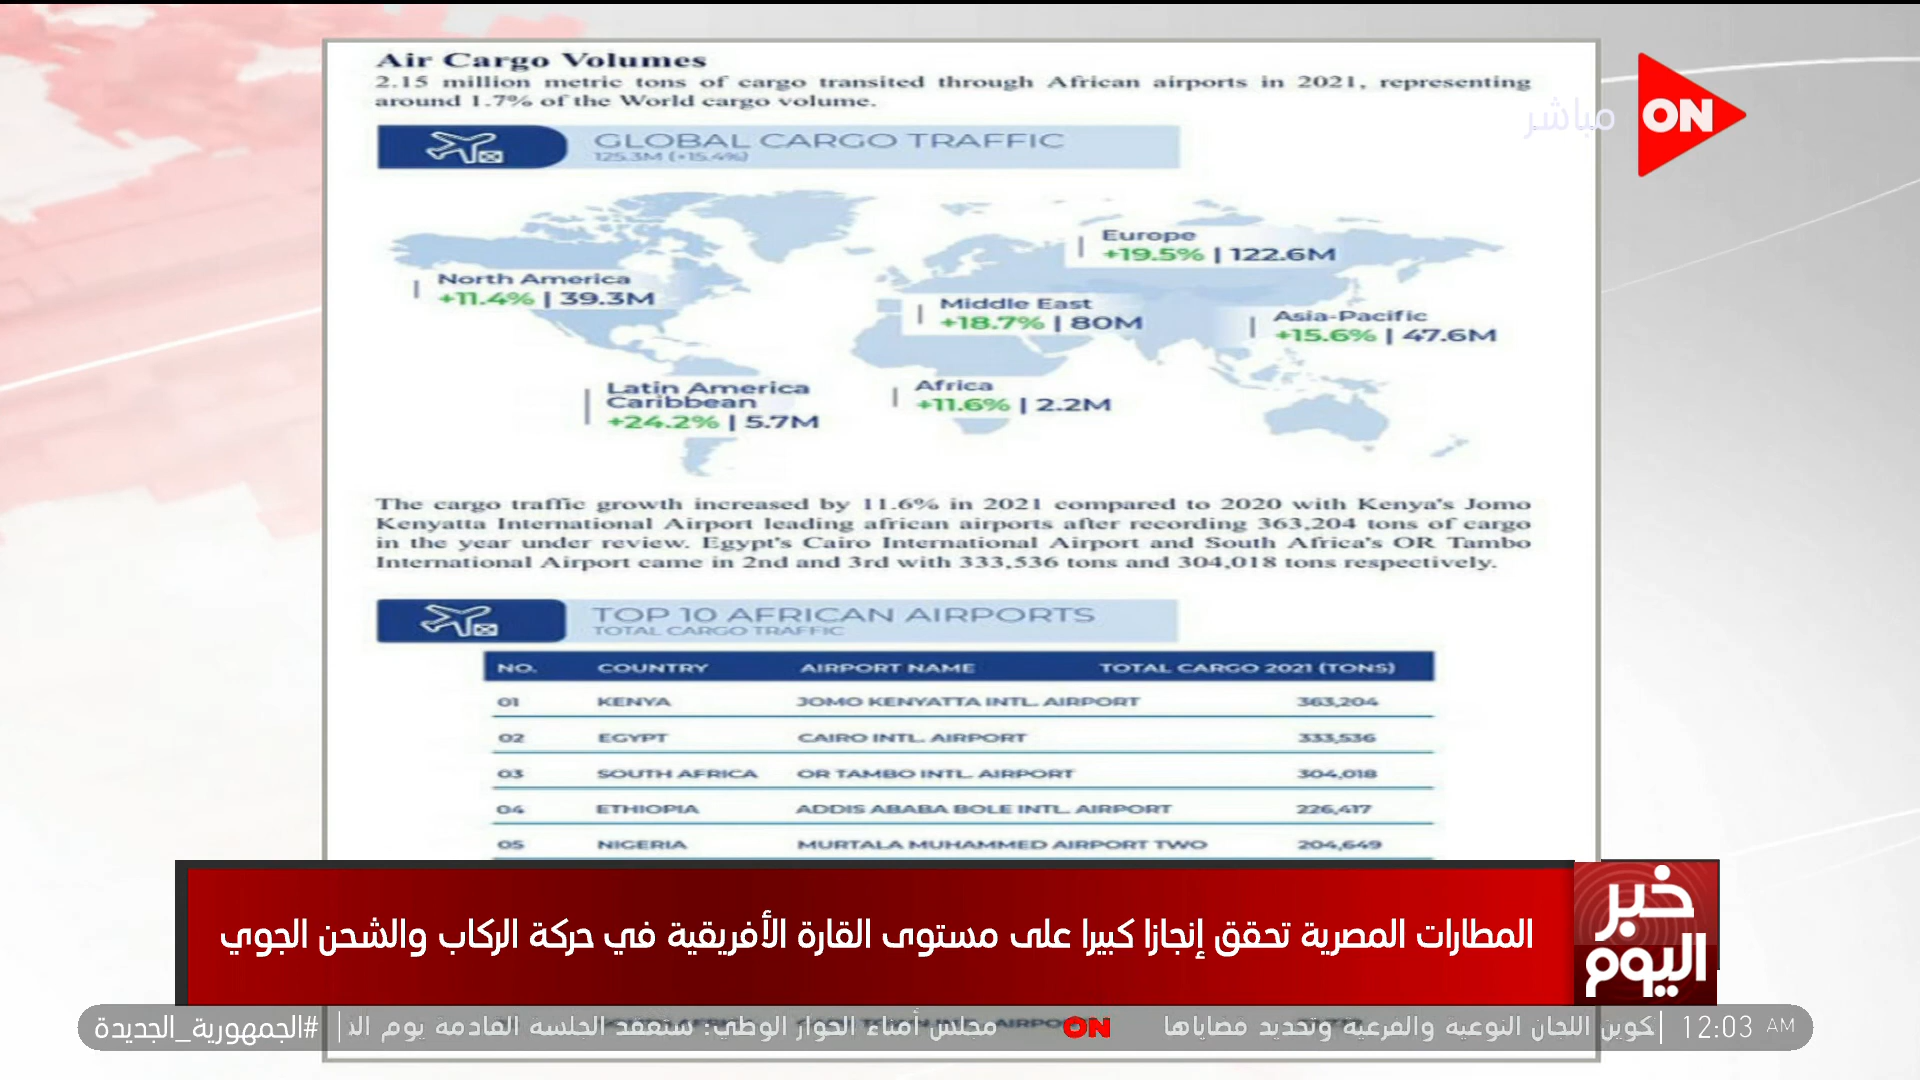 Air Cargo Volumes
2.15 million metric tons of cargo transited through African airports in 2021, representing
around 1.7% of the World cargo volume.
مباشر
ON
GLOBAL CARGO TRAFFIC
125.3M (+15.4%)
Europe
+19.5% | 122.6M
North America
+11.4% | 39.3M
Middle East
+18.7% | 80M
Asia-Pacific
+15.6% | 47.6M
Latin America
Caribbean
+24.2% | 5.7M
Africa
+11.6% | 2.2M
The cargo traffic growth increased by 11.6% in 2021 compared to 2020 with Kenya's Jomo
Kenyatta International Airport leading african airports after recording 363,204 tons of cargo
in the year under review. Egypt's Cairo International Airport and South Africa's OR Tambo
International Airport came in 2nd and 3rd with 333,536 tons and 304,018 tons respectively.
TOP 10 AFRICAN AIRPORTS
TOTAL CARGO TRAFFIC
NO. COUNTRY AIRPORT NAME TOTAL CARGO 2021 (TONS)
01 KENYA JOMO KENYATTA INTL. AIRPORT 363,204
02 EGYPT CAIRO INTL. AIRPORT 333,536
03 SOUTH AFRICA OR TAMBO INTL. AIRPORT 304,018
04 ETHIOPIA ADDIS ABABA BOLE INTL. AIRPORT 226,417
05 NIGERIA MURTALA MUHAMMED AIRPORT TWO 204,649
خبر
اليوم
المطارات المصرية تحقق إنجازا كبيرا على مستوى القارة الأفريقية في حركة الركاب والشحن الجوي
12:03 AM
كوين اللجان النوعية والفرعية وتحديد قضاياها ON مجلس أمناء الحوار الوطني: ستنعقد الجلسة القادمة يوم الا
#الجمهورية_الجديدة